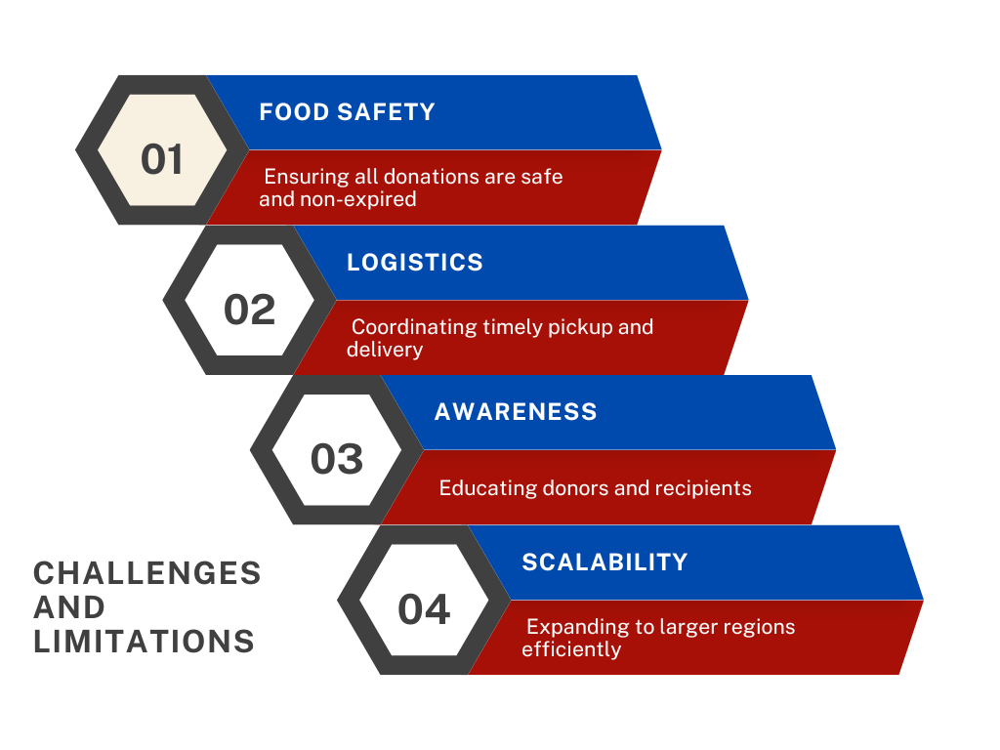 01
FOOD SAFETY
Ensuring all donations are safe
and non-expired
02
LOGISTICS
Coordinating timely pickup and
delivery
03
AWARENESS
Educating donors and recipients
04
SCALABILITY
Expanding to larger regions
efficiently
CHALLENGES
AND
LIMITATIONS